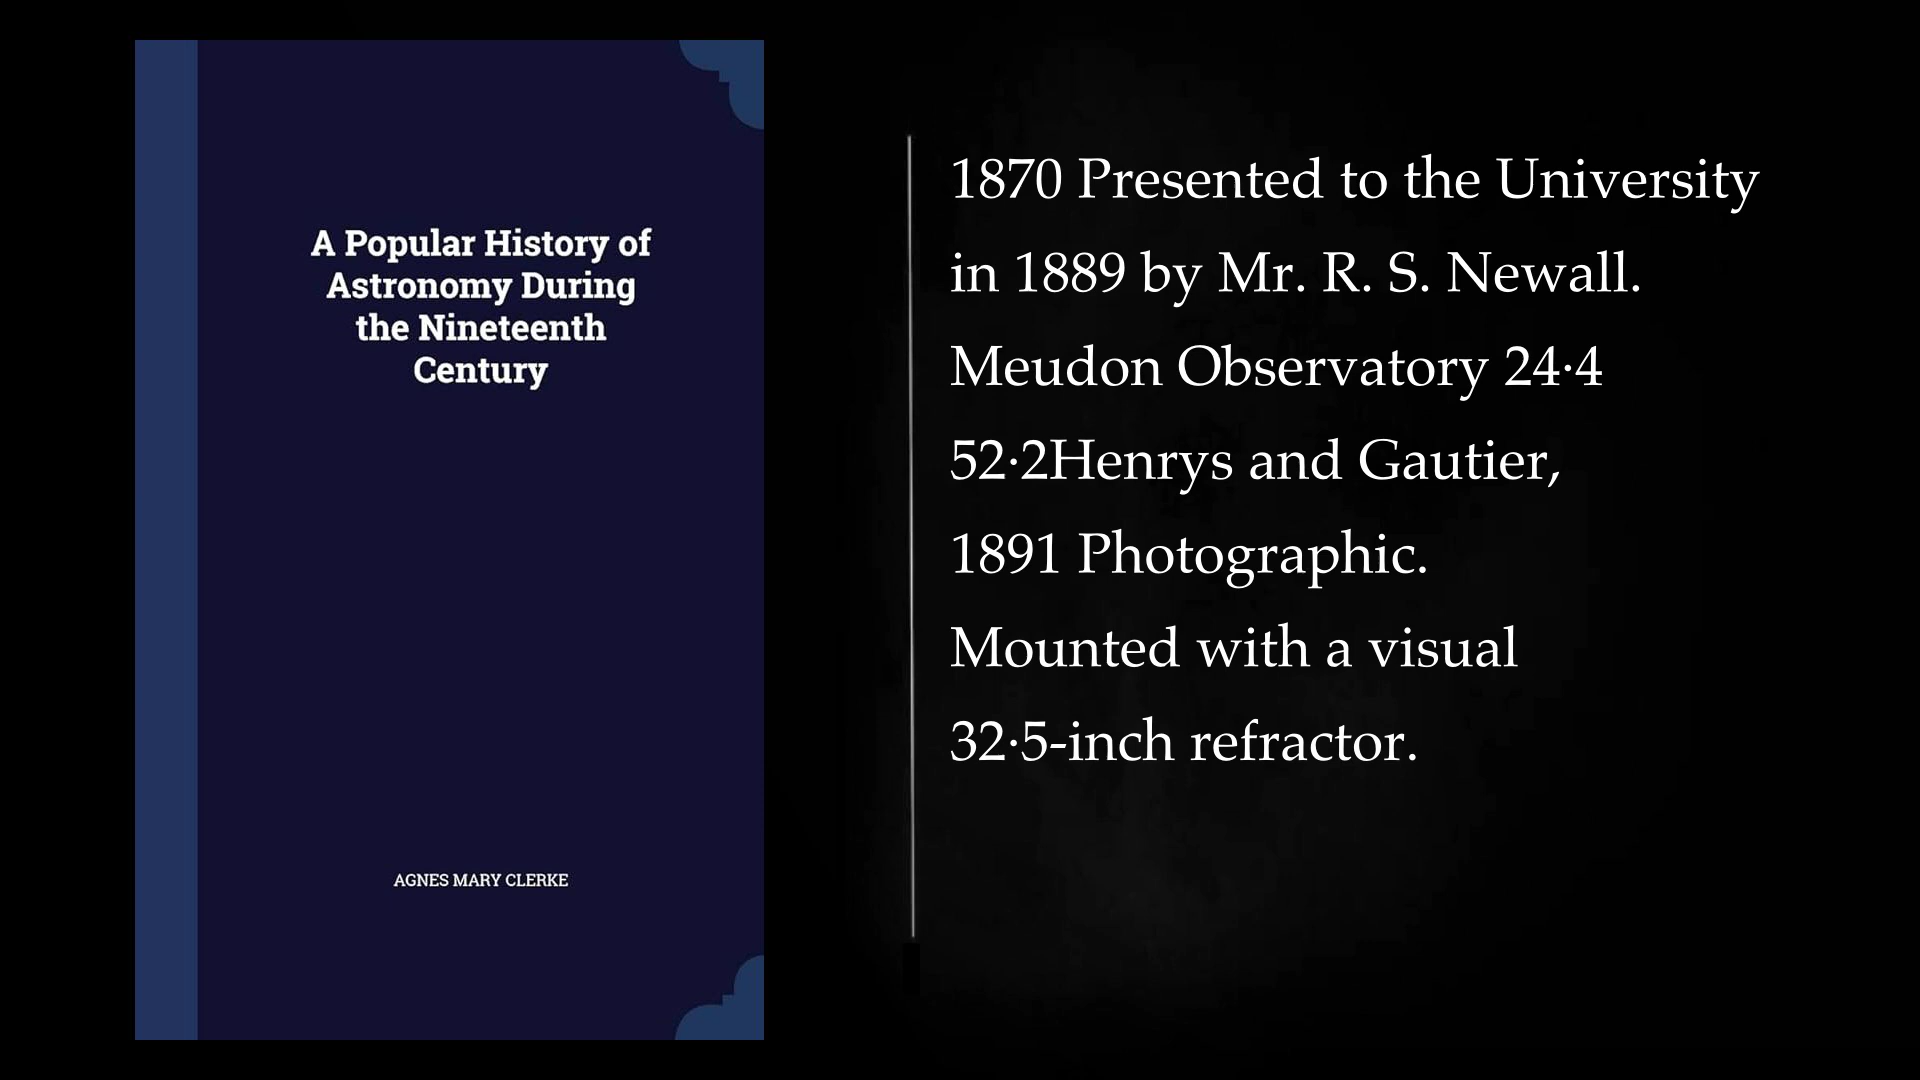 A Popular History of
Astronomy During
the Nineteenth
Century
AGNES MARY CLERKE
1870 Presented to the University
in 1889 by Mr. R. S. Newall.
Meudon Observatory 24·4
52·2Henrys and Gautier,
1891 Photographic.
Mounted with a visual
32·5-inch refractor.